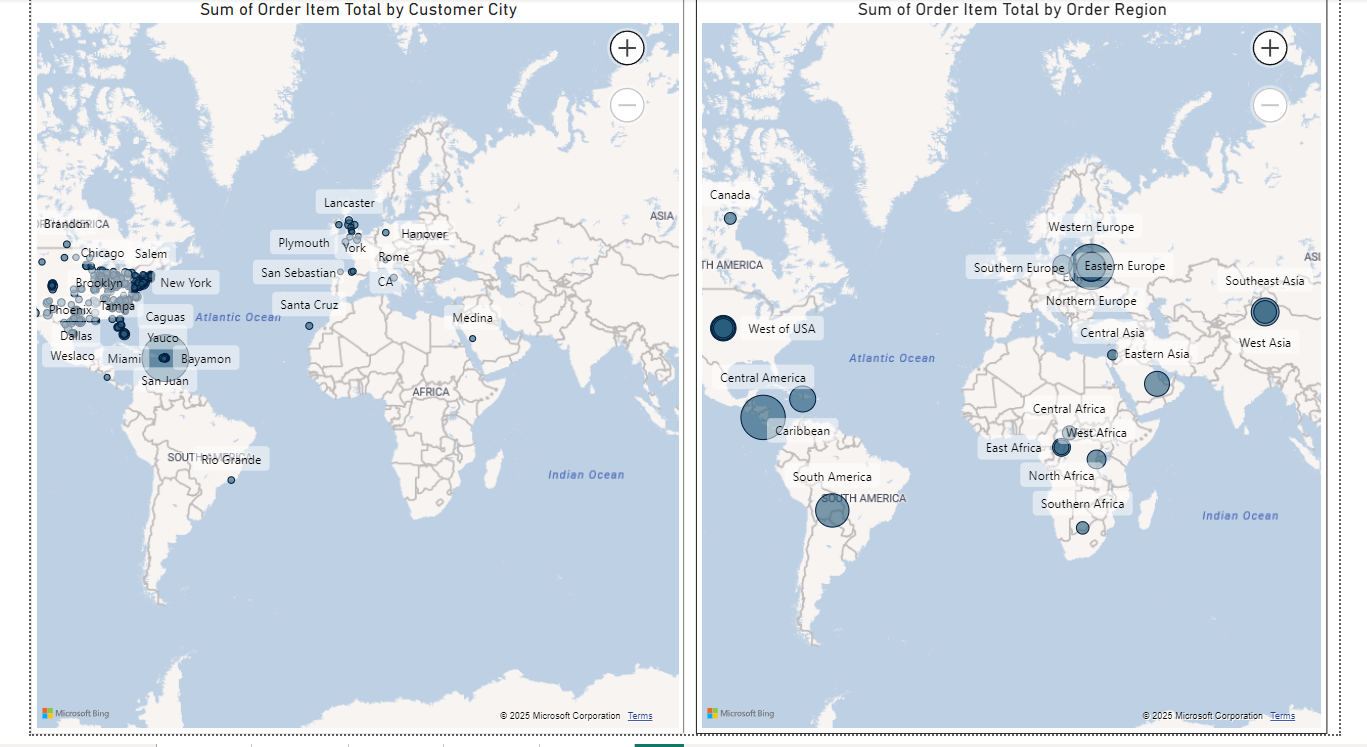 Sum of Order Item Total by Customer City
Lancaster
ASIA
Brandon
AMERICA
Hanover
Plymouth
York
Chicago
Salem
Rome
San Sebastian
CA
Brooklyn
New York
Santa Cruz
Phoenix
Tampa
Caguas
Atlantic Ocean
Medina
Dallas
Yauco
Weslaco
Miami
Bayamon
San Juan
AFRICA
SOUTH AMERICA
Rio Grande
Indian Ocean
Microsoft Bing
© 2025 Microsoft Corporation Terms
Sum of Order Item Total by Order Region
Canada
Western Europe
ASI
TH AMERICA
Southern Europe
Eastern Europe
Southeast Asia
Northern Europe
West of USA
Central Asia
West Asia
Atlantic Ocean
Eastern Asia
Central America
Central Africa
Caribbean
West Africa
East Africa
North Africa
South America
SOUTH AMERICA
Southern Africa
Indian Ocean
Microsoft Bing
© 2025 Microsoft Corporation Terms